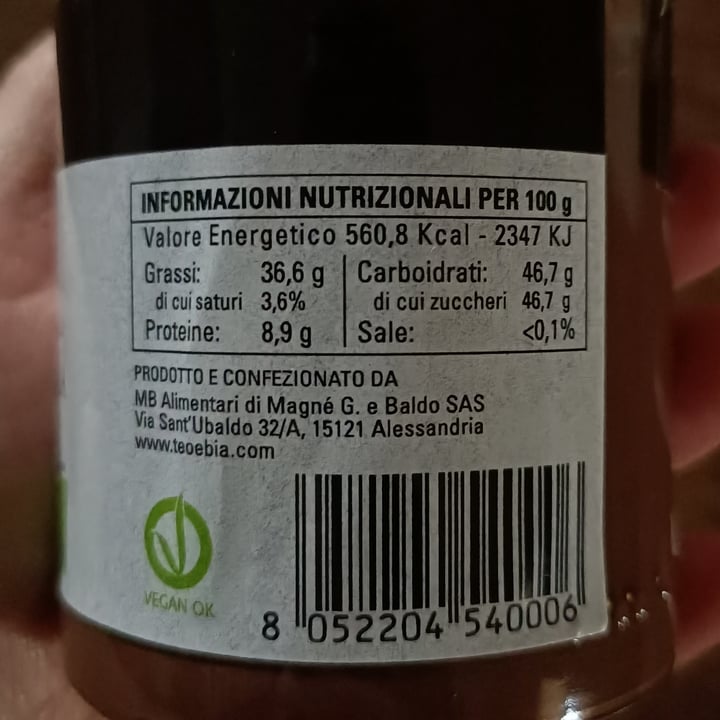 INFORMAZIONI NUTRIZIONALI PER 100 g
Valore Energetico 560,8 Kcal - 2347 KJ
Grassi: 36,6 g Carboidrati: 46,7 g
di cui saturi 3,6% di cui zuccheri 46,7 g
Proteine: 8,9 g Sale: <0,1%
PRODOTTO E CONFEZIONATO DA
MB Alimentari di Magné G. e Baldo SAS
Via Sant'Ubaldo 32/A, 15121 Alessandria
www.teoebia.com
VEGAN OK
8 052204 540006